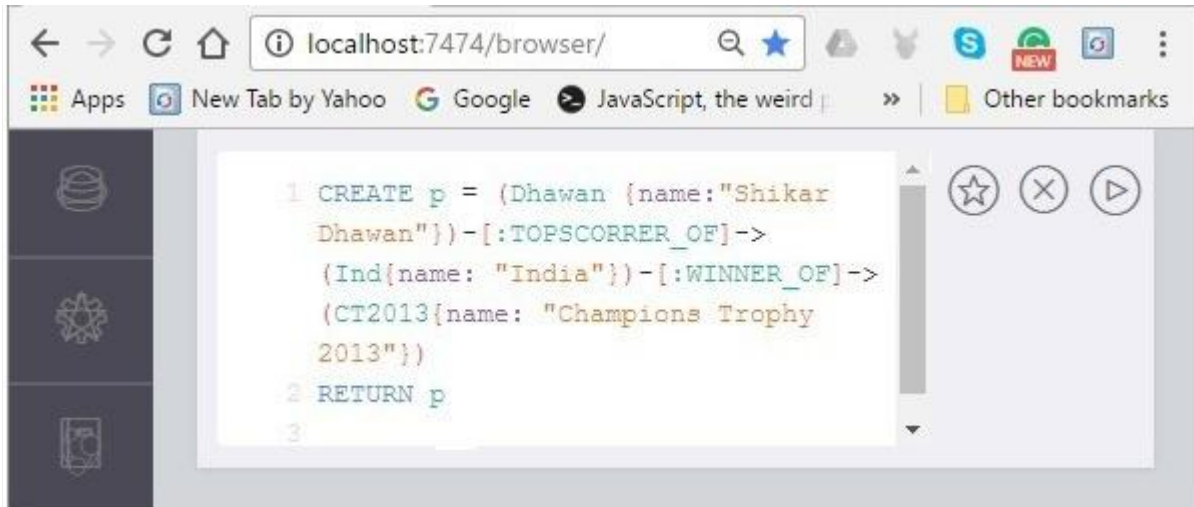 localhost:7474/browser/
NEW
Apps New Tab by Yahoo G Google JavaScript, the weird » Other bookmarks
1 CREATE p = (Dhawan {name:"Shikar
Dhawan"})-[:TOPSCORRER_OF]->
(Ind{name: "India"})-[:WINNER_OF]->
(CT2013{name: "Champions Trophy
2013"})
2 RETURN p
3